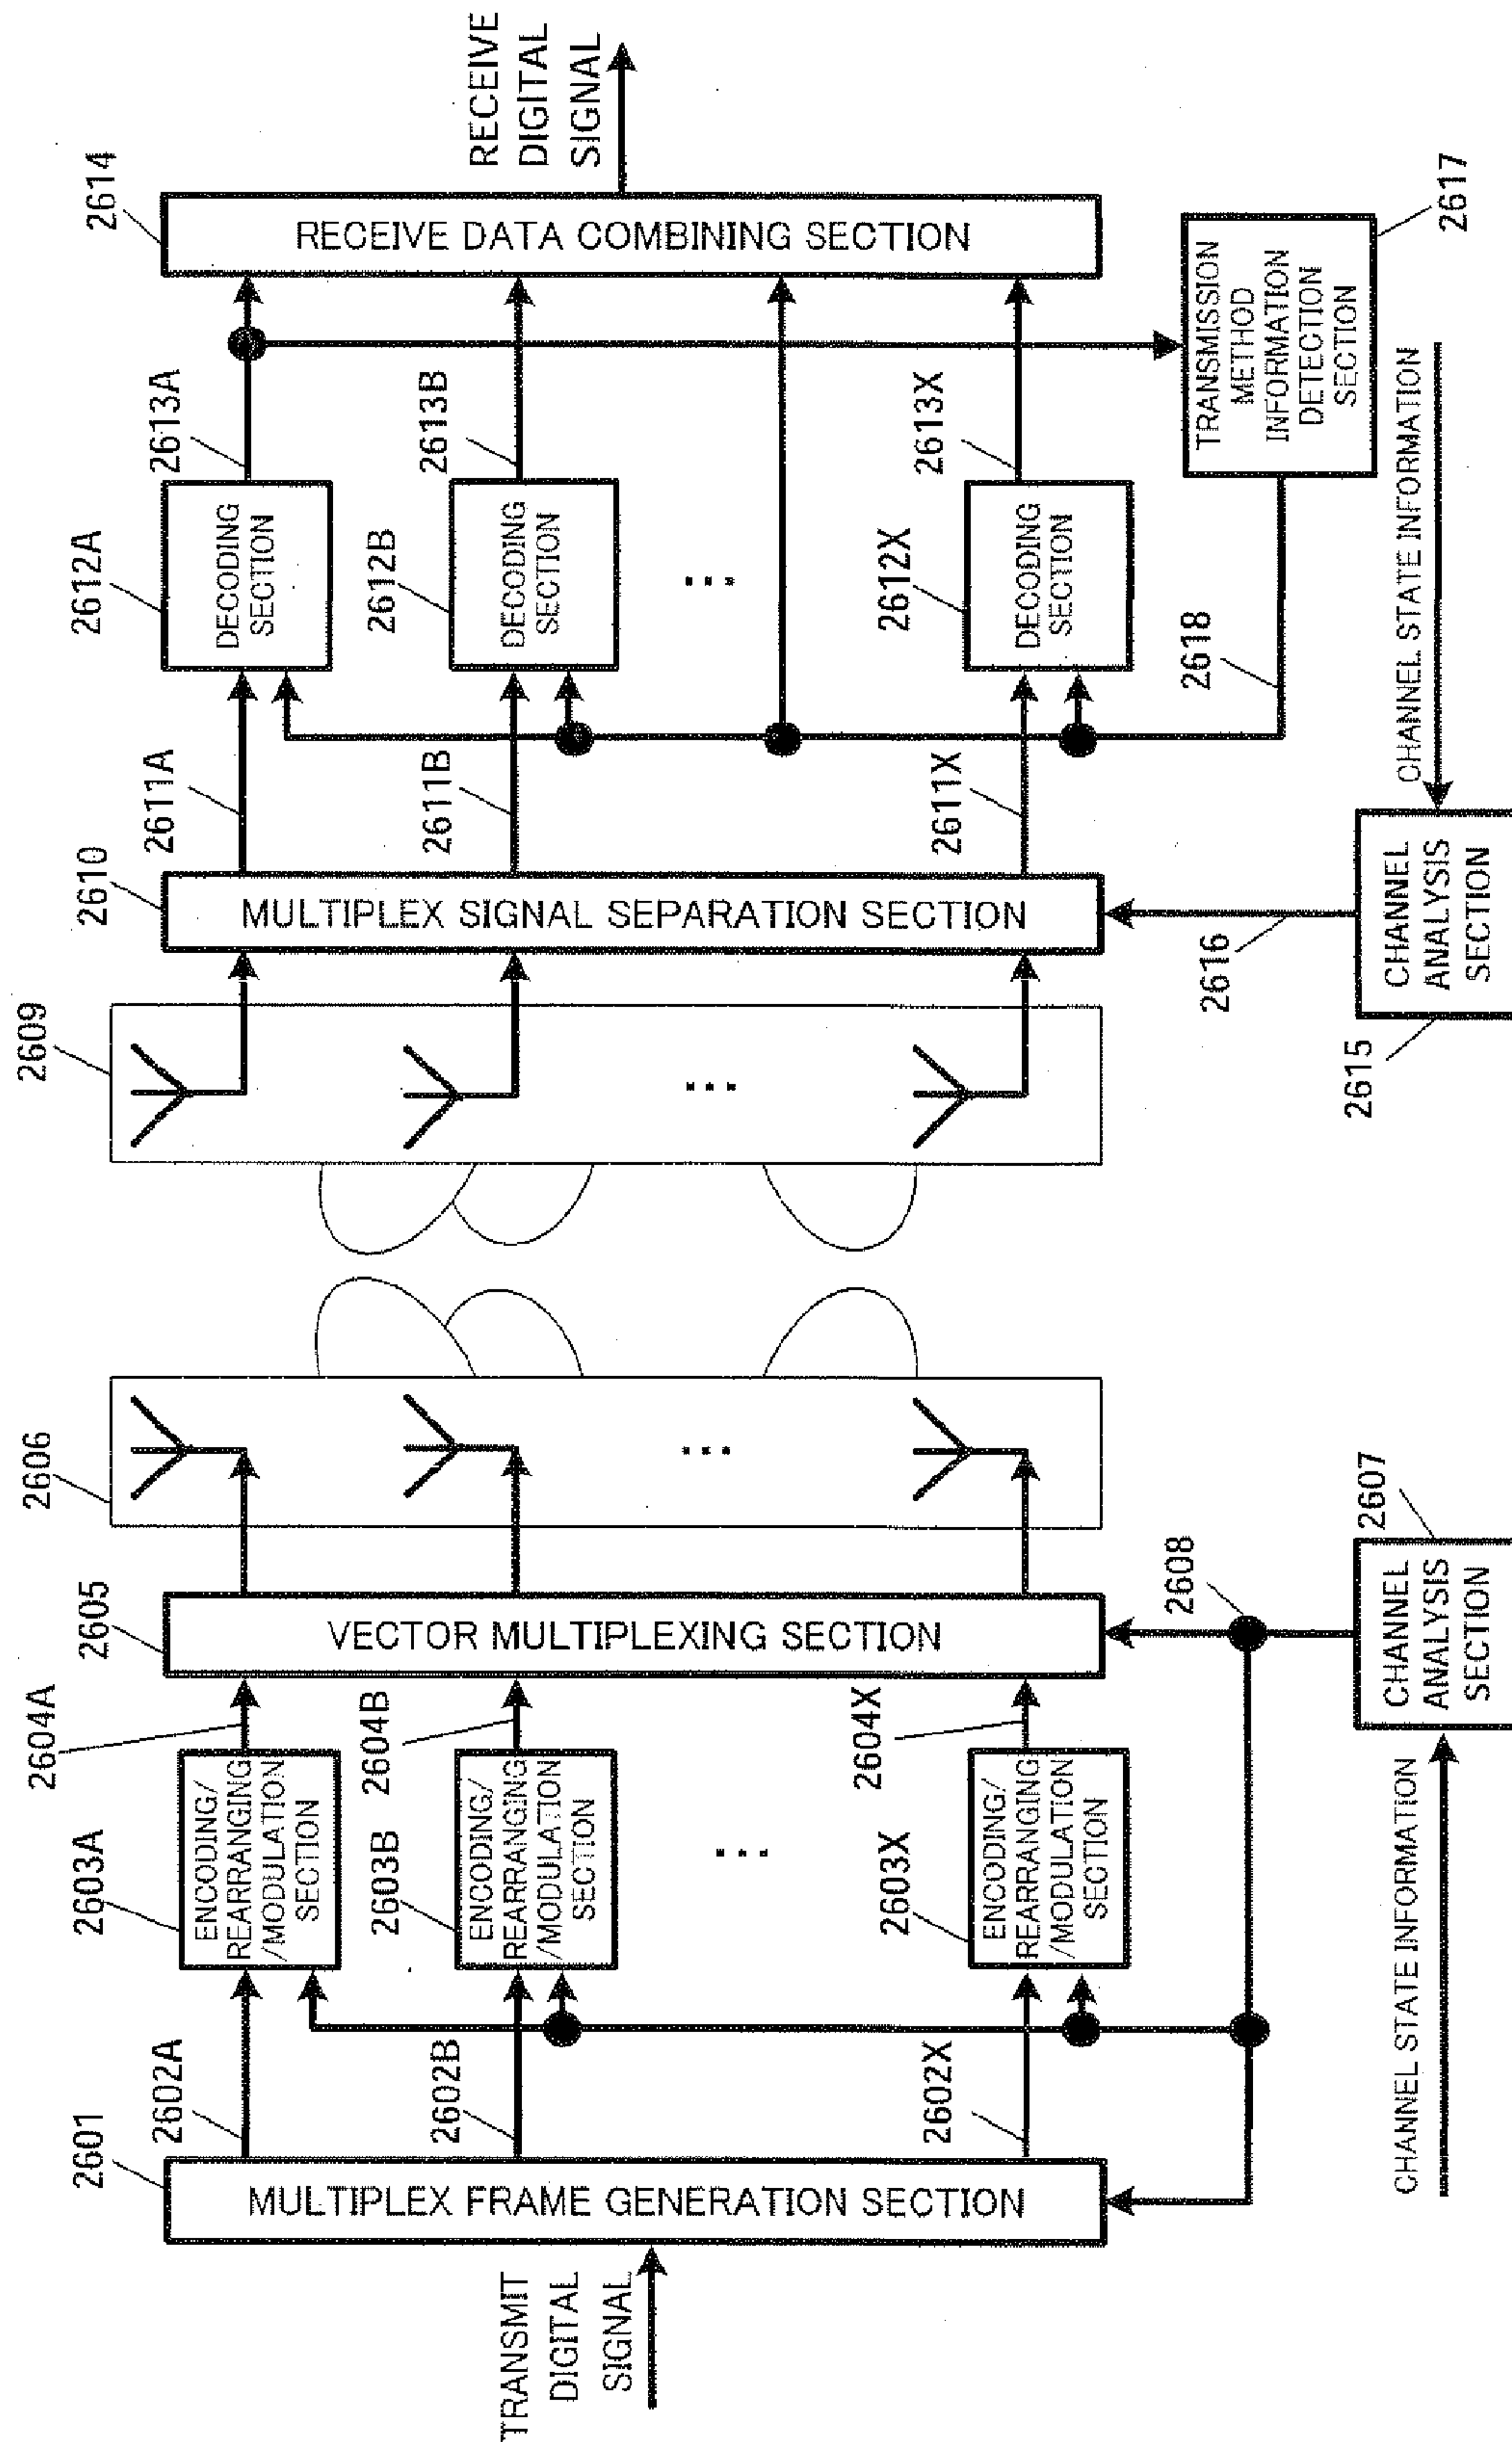 TRANSMIT
DIGITAL
SIGNAL
2601
MULTIPLEX FRAME GENERATION SECTION
2602A
2602B
2602X
2603A
ENCODING/
REARRANGING
/MODULATION
SECTION
2603B
ENCODING/
REARRANGING
/MODULATION
SECTION
...
2603X
ENCODING/
REARRANGING
/MODULATION
SECTION
2604A
2604B
2604X
2605
VECTOR MULTIPLEXING SECTION
2606
...
2608
2607
CHANNEL
ANALYSIS
SECTION
CHANNEL STATE INFORMATION
2609
...
2610
MULTIPLEX SIGNAL SEPARATION SECTION
2611A
2611B
2611X
2616
2615
CHANNEL
ANALYSIS
SECTION
CHANNEL STATE INFORMATION
2612A
DECODING
SECTION
2612B
DECODING
SECTION
...
2612X
DECODING
SECTION
2613A
2613B
2613X
2618
2617
TRANSMISSION
METHOD
INFORMATION
DETECTION
SECTION
2614
RECEIVE DATA COMBINING SECTION
RECEIVE
DIGITAL
SIGNAL